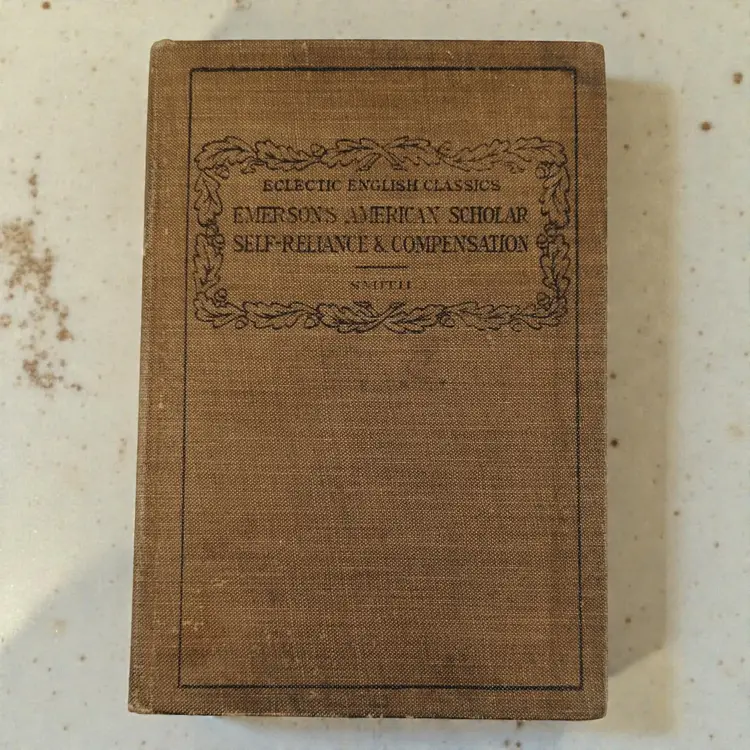 ECLECTIC ENGLISH CLASSICS
EMERSON'S AMERICAN SCHOLAR
SELF-RELIANCE & COMPENSATION
SMITH